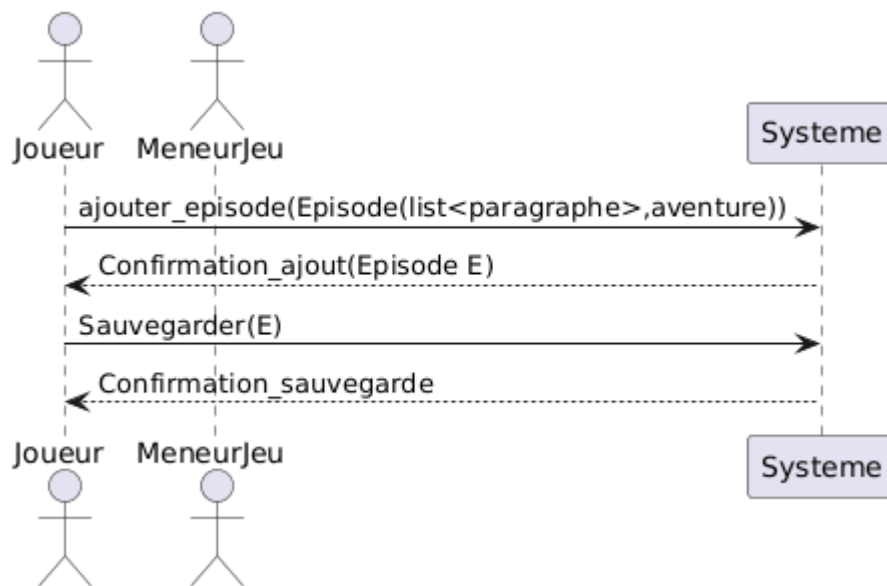 Joueur
MeneurJeu
Systeme
ajouter_episode(Episode(list<paragraphe>,aventure))
Confirmation_ajout(Episode E)
Sauvegarder(E)
Confirmation_sauvegarde
Joueur
MeneurJeu
Systeme